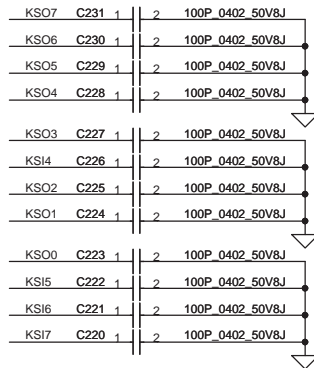 KSO7 C231 1 2 100P_0402_50V8J
KSO6 C230 1 2 100P_0402_50V8J
KSO5 C229 1 2 100P_0402_50V8J
KSO4 C228 1 2 100P_0402_50V8J
KSO3 C227 1 2 100P_0402_50V8J
KSI4 C226 1 2 100P_0402_50V8J
KSO2 C225 1 2 100P_0402_50V8J
KSO1 C224 1 2 100P_0402_50V8J
KSO0 C223 1 2 100P_0402_50V8J
KSI5 C222 1 2 100P_0402_50V8J
KSI6 C221 1 2 100P_0402_50V8J
KSI7 C220 1 2 100P_0402_50V8J